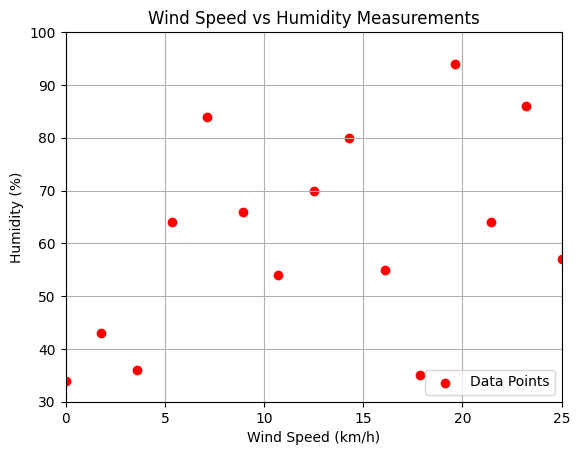 Wind Speed vs Humidity Measurements
Humidity (%)
100
90
80
70
60
50
40
30
0 5 10 15 20 25
Wind Speed (km/h)
Data Points